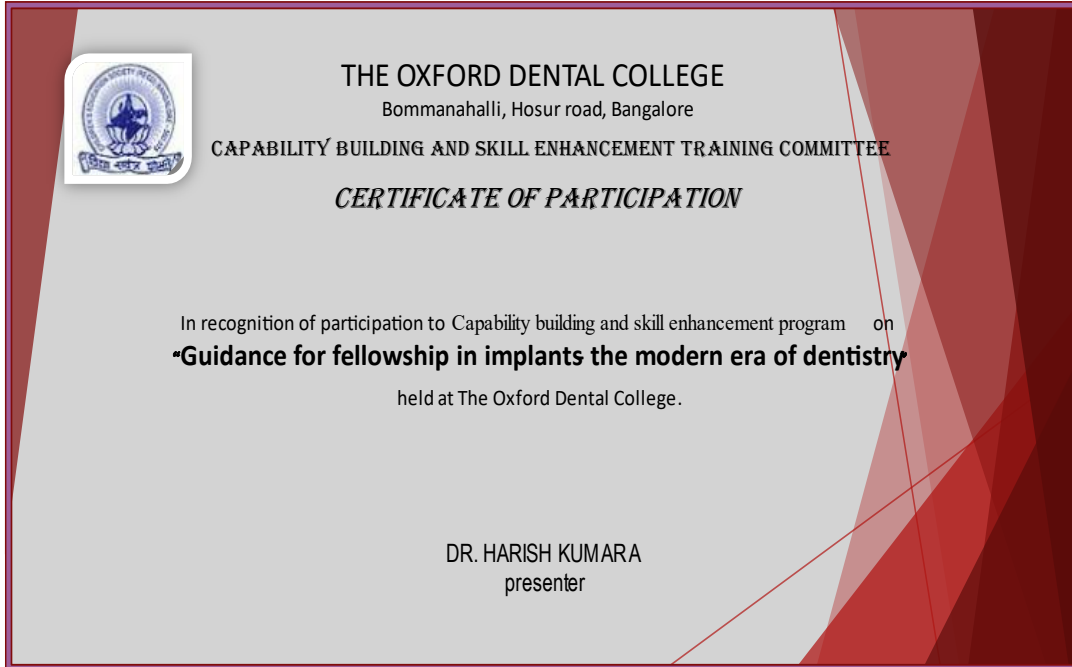 THE OXFORD DENTAL COLLEGE
Bommanahalli, Hosur road, Bangalore
CAPABILITY BUILDING AND SKILL ENHANCEMENT TRAINING COMMITTEE
CERTIFICATE OF PARTICIPATION
In recognition of participation to Capability building and skill enhancement program on
“Guidance for fellowship in implants the modern era of dentistry”
held at The Oxford Dental College.
DR. HARISH KUMARA
presenter